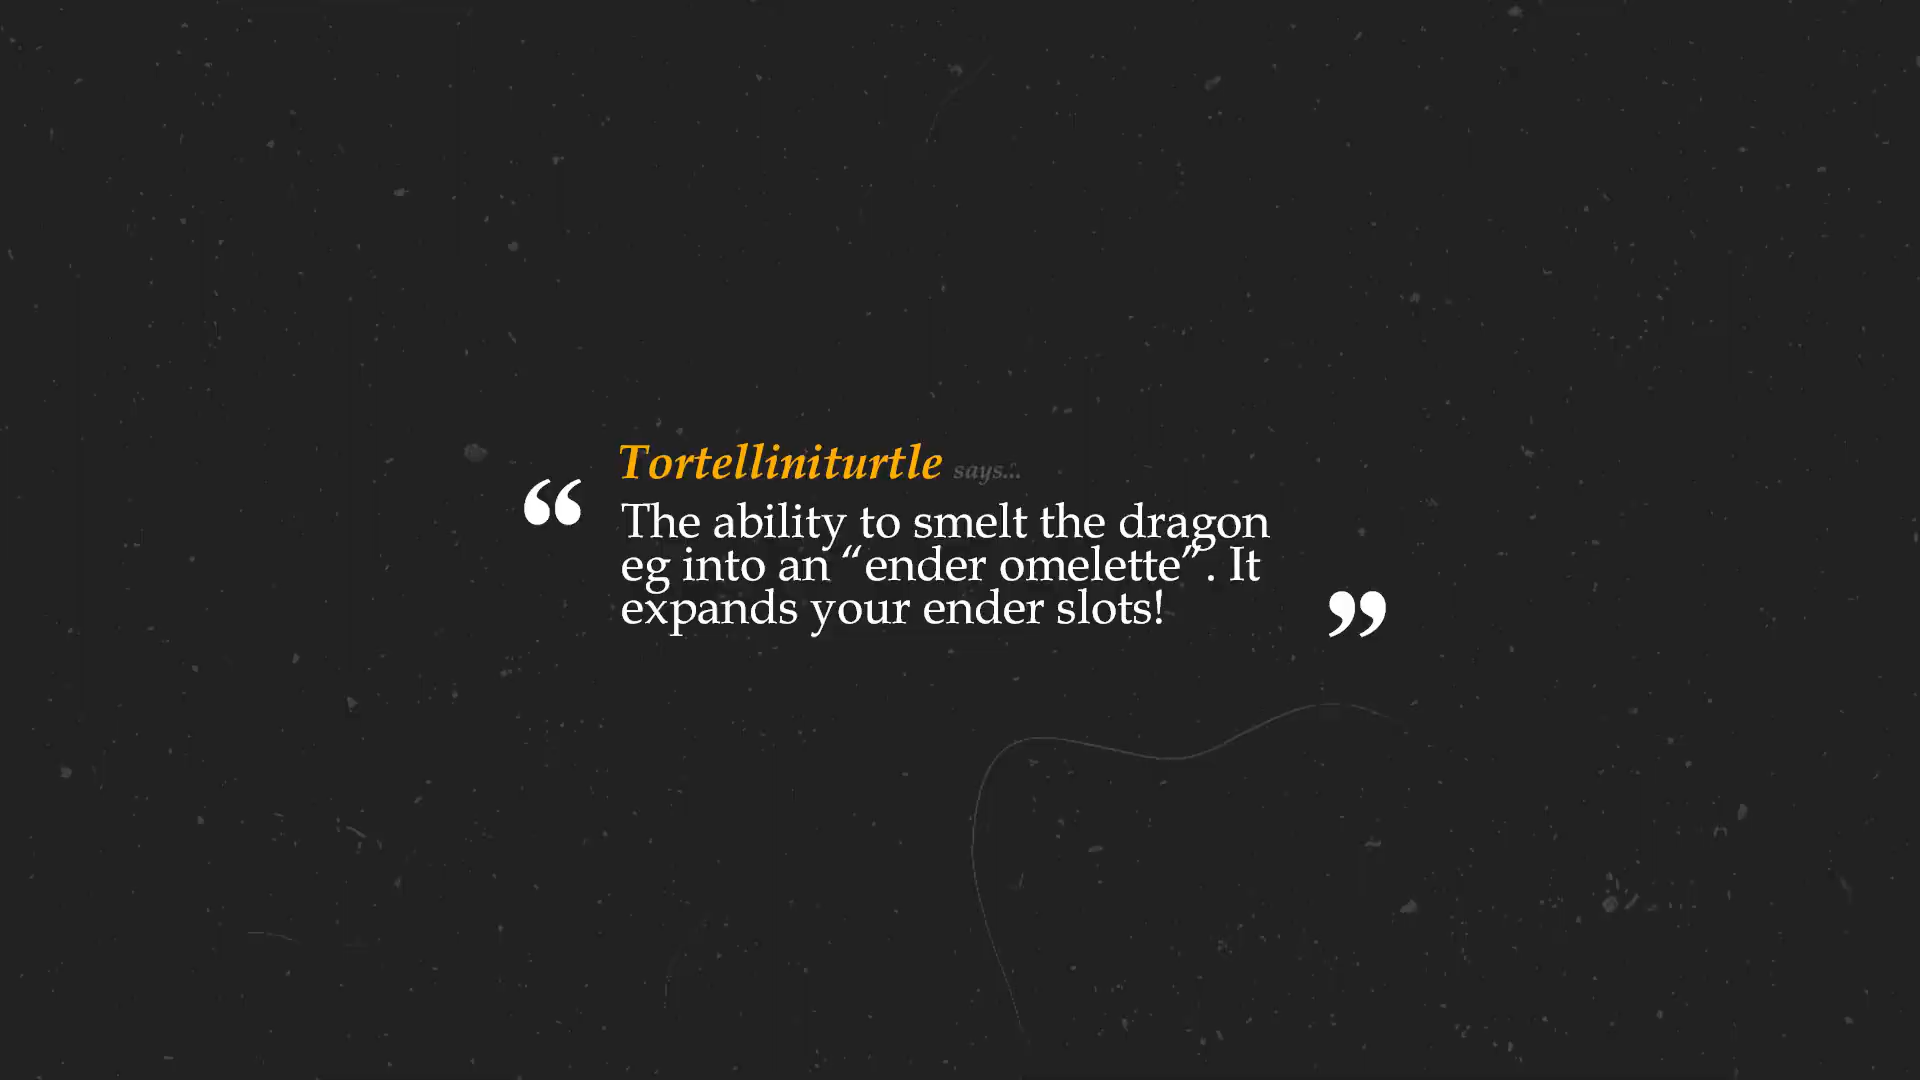 Tortelliniturtle says...
“The ability to smelt the dragon
eg into an “ender omelette”. It
expands your ender slots!”